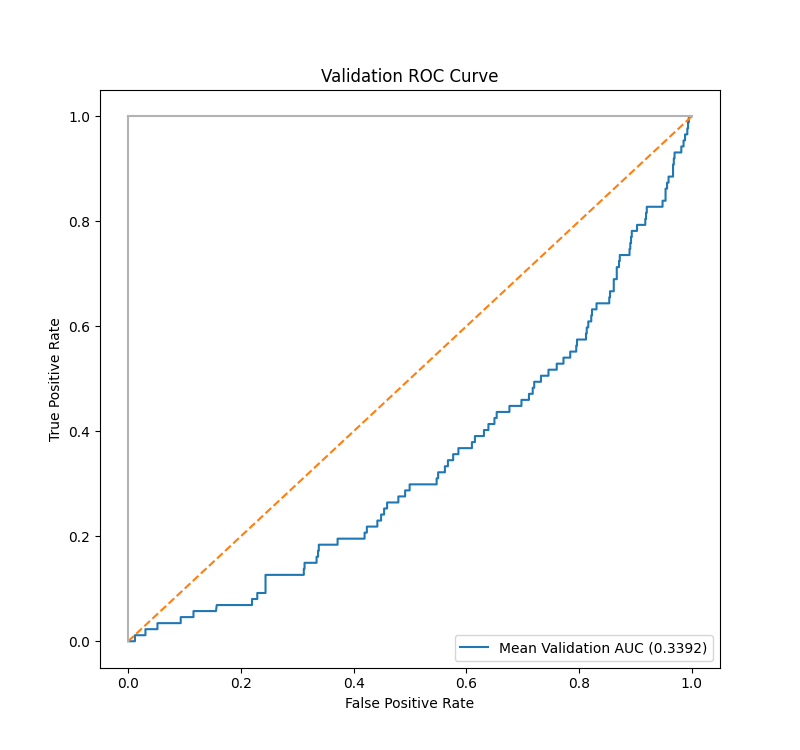 Validation ROC Curve
True Positive Rate
1.0
0.8
0.6
0.4
0.2
0.0
Mean Validation AUC (0.3392)
0.0 0.2 0.4 0.6 0.8 1.0
False Positive Rate